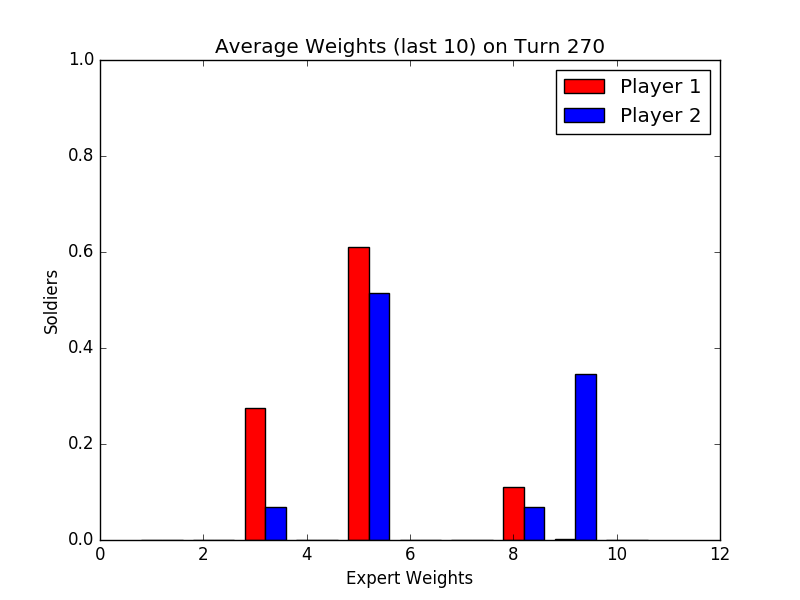 Average Weights (last 10) on Turn 270
1.0
0.8
0.6
0.4
0.2
0.0
Soldiers
Player 1
Player 2
0 2 4 6 8 10 12
Expert Weights